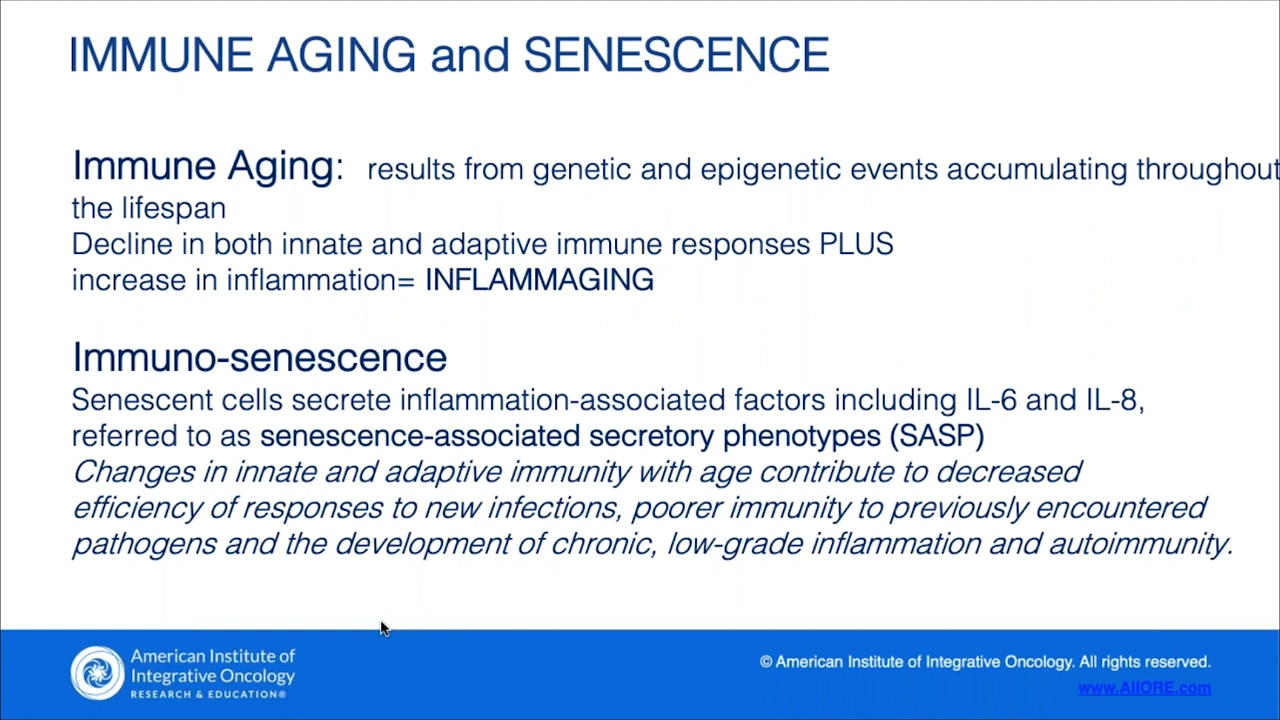 IMMUNE AGING and SENESCENCE
Immune Aging: results from genetic and epigenetic events accumulating throughout
the lifespan
Decline in both innate and adaptive immune responses PLUS
increase in inflammation= INFLAMMAGING
Immuno-senescence
Senescent cells secrete inflammation-associated factors including IL-6 and IL-8,
referred to as senescence-associated secretory phenotypes (SASP)
Changes in innate and adaptive immunity with age contribute to decreased
efficiency of responses to new infections, poorer immunity to previously encountered
pathogens and the development of chronic, low-grade inflammation and autoimmunity.
American Institute of
Integrative Oncology
RESEARCH & EDUCATION®
© American Institute of Integrative Oncology. All rights reserved.
www.AIIORE.com